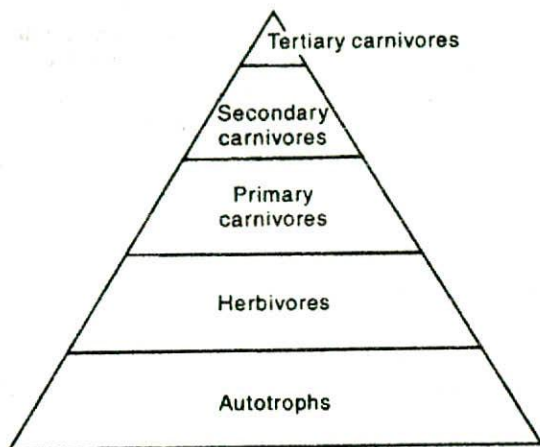 Tertiary carnivores
Secondary
carnivores
Primary
carnivores
Herbivores
Autotrophs